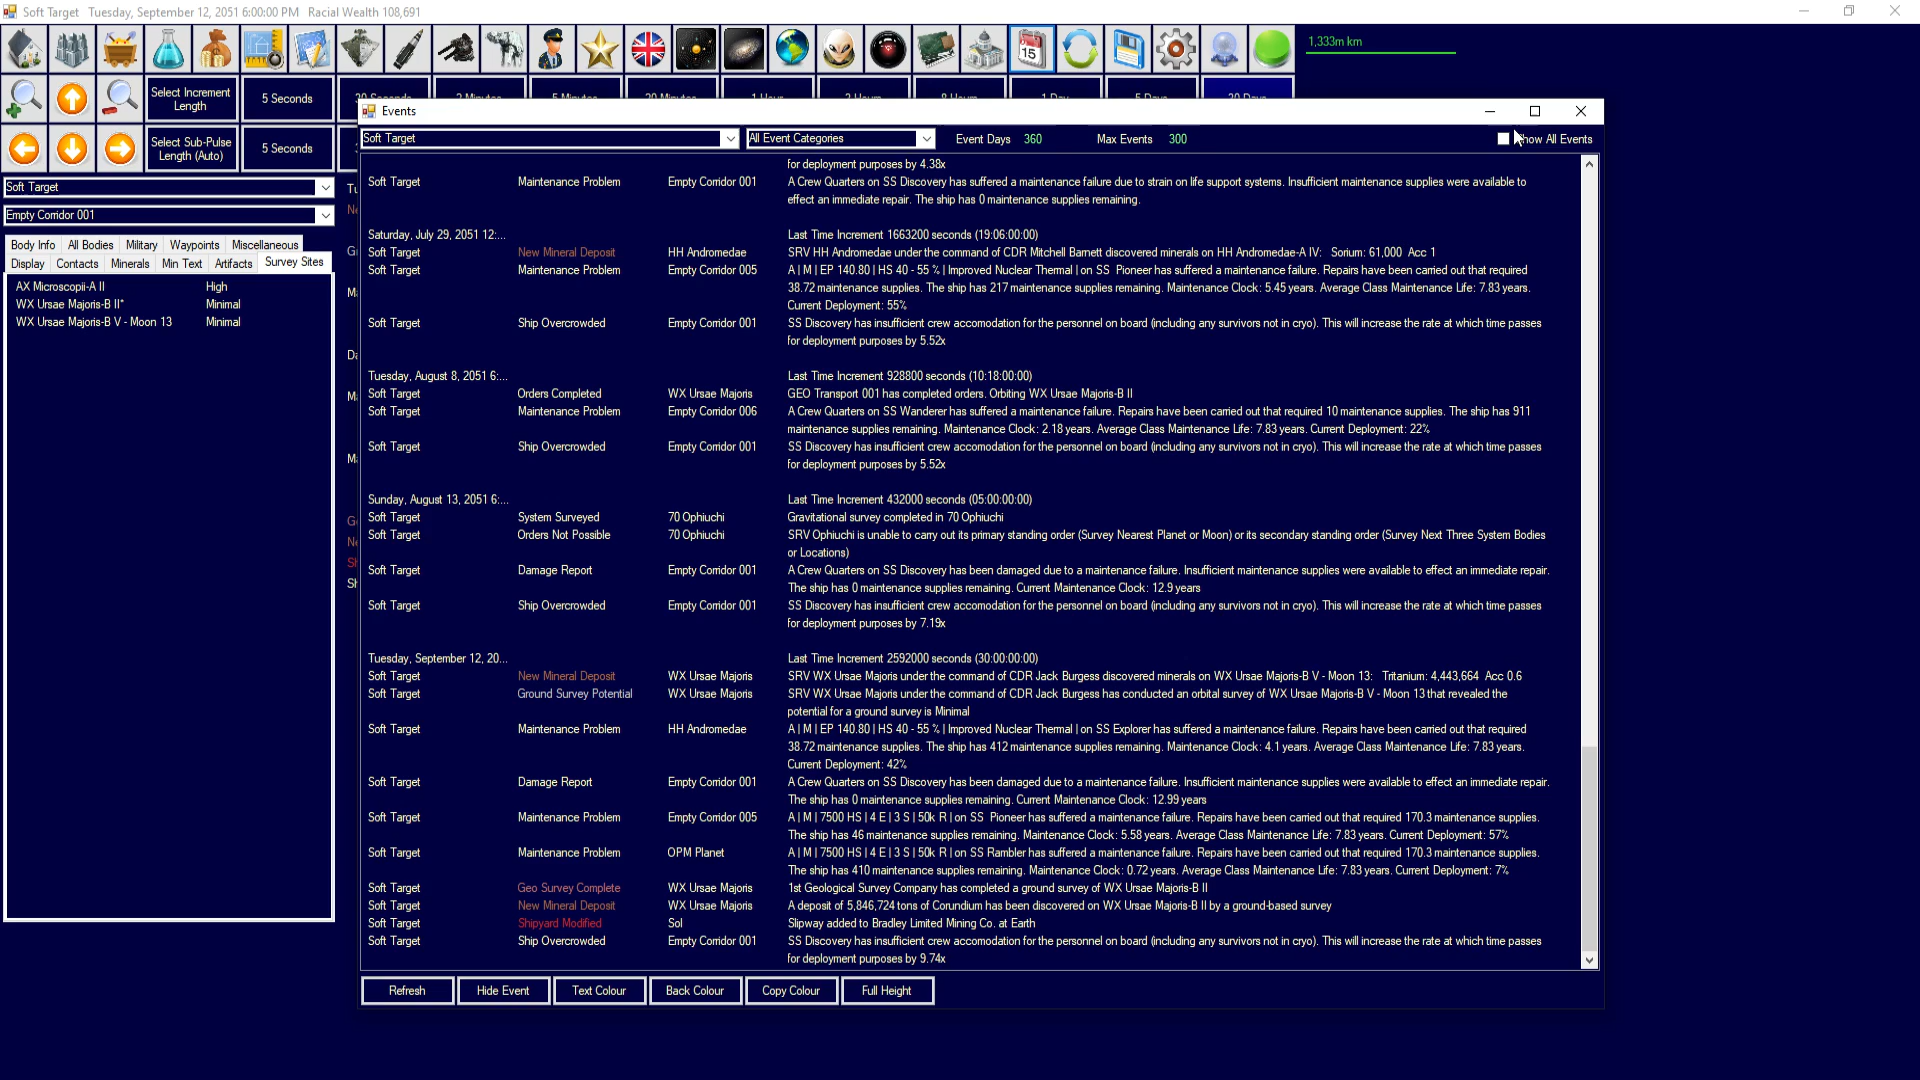 Soft Target Tuesday, September 12, 2051 6:00:00 PM Racial Wealth 108,691
15
1,333m km
Select Increment Length
5 Seconds
Select Sub-Pulse Length (Auto)
5 Seconds
Soft Target
Empty Corridor 001
Body Info All Bodies Military Waypoints Miscellaneous
Display Contacts Minerals Min Text Artifacts Survey Sites
AX Microscopii-A II High
WX Ursae Majoris-B II* Minimal
WX Ursae Majoris-B V - Moon 13 Minimal
Events
Soft Target All Event Categories Event Days 360 Max Events 300 Show All Events
for deployment purposes by 4.38x
Soft Target Maintenance Problem Empty Corridor 001 A Crew Quarters on SS Discovery has suffered a maintenance failure due to strain on life support systems. Insufficient maintenance supplies were available to
effect an immediate repair. The ship has 0 maintenance supplies remaining.
Saturday, July 29, 2051 12:... Last Time Increment 1663200 seconds (19:06:00:00)
Soft Target New Mineral Deposit HH Andromedae SRV HH Andromedae under the command of CDR Mitchell Barnett discovered minerals on HH Andromedae-A IV: Sorium: 61,000 Acc 1
Soft Target Maintenance Problem Empty Corridor 005 A | M | EP 140.80 | HS 40 - 55 % | Improved Nuclear Thermal | on SS Pioneer has suffered a maintenance failure. Repairs have been carried out that required
38.72 maintenance supplies. The ship has 217 maintenance supplies remaining. Maintenance Clock: 5.45 years. Average Class Maintenance Life: 7.83 years.
Current Deployment: 55%
Soft Target Ship Overcrowded Empty Corridor 001 SS Discovery has insufficient crew accomodation for the personnel on board (including any survivors not in cryo). This will increase the rate at which time passes
for deployment purposes by 5.52x
Tuesday, August 8, 2051 6:... Last Time Increment 928800 seconds (10:18:00:00)
Soft Target Orders Completed WX Ursae Majoris GEO Transport 001 has completed orders. Orbiting WX Ursae Majoris-B II
Soft Target Maintenance Problem Empty Corridor 006 A Crew Quarters on SS Wanderer has suffered a maintenance failure. Repairs have been carried out that required 10 maintenance supplies. The ship has 911
maintenance supplies remaining. Maintenance Clock: 2.18 years. Average Class Maintenance Life: 7.83 years. Current Deployment: 22%
Soft Target Ship Overcrowded Empty Corridor 001 SS Discovery has insufficient crew accomodation for the personnel on board (including any survivors not in cryo). This will increase the rate at which time passes
for deployment purposes by 5.52x
Sunday, August 13, 2051 6:... Last Time Increment 432000 seconds (05:00:00:00)
Soft Target System Surveyed 70 Ophiuchi Gravitational survey completed in 70 Ophiuchi
Soft Target Orders Not Possible 70 Ophiuchi SRV Ophiuchi is unable to carry out its primary standing order (Survey Nearest Planet or Moon) or its secondary standing order (Survey Next Three System Bodies
or Locations)
Soft Target Damage Report Empty Corridor 001 A Crew Quarters on SS Discovery has been damaged due to a maintenance failure. Insufficient maintenance supplies were available to effect an immediate repair.
The ship has 0 maintenance supplies remaining. Current Maintenance Clock: 12.9 years
Soft Target Ship Overcrowded Empty Corridor 001 SS Discovery has insufficient crew accomodation for the personnel on board (including any survivors not in cryo). This will increase the rate at which time passes
for deployment purposes by 7.19x
Tuesday, September 12, 20... Last Time Increment 2592000 seconds (30:00:00:00)
Soft Target New Mineral Deposit WX Ursae Majoris SRV WX Ursae Majoris under the command of CDR Jack Burgess discovered minerals on WX Ursae Majoris-B V - Moon 13: Tritanium: 4,443,664 Acc 0.6
Soft Target Ground Survey Potential WX Ursae Majoris SRV WX Ursae Majoris under the command of CDR Jack Burgess has conducted an orbital survey of WX Ursae Majoris-B V - Moon 13 that revealed the
potential for a ground survey is Minimal
Soft Target Maintenance Problem HH Andromedae A | M | EP 140.80 | HS 40 - 55 % | Improved Nuclear Thermal | on SS Explorer has suffered a maintenance failure. Repairs have been carried out that required
38.72 maintenance supplies. The ship has 412 maintenance supplies remaining. Maintenance Clock: 4.1 years. Average Class Maintenance Life: 7.83 years.
Current Deployment: 42%
Soft Target Damage Report Empty Corridor 001 A Crew Quarters on SS Discovery has been damaged due to a maintenance failure. Insufficient maintenance supplies were available to effect an immediate repair.
The ship has 0 maintenance supplies remaining. Current Maintenance Clock: 12.99 years
Soft Target Maintenance Problem Empty Corridor 005 A | M | 7500 HS | 4 E | 3 S | 50k R | on SS Pioneer has suffered a maintenance failure. Repairs have been carried out that required 170.3 maintenance supplies.
The ship has 46 maintenance supplies remaining. Maintenance Clock: 5.58 years. Average Class Maintenance Life: 7.83 years. Current Deployment: 57%
Soft Target Maintenance Problem OPM Planet A | M | 7500 HS | 4 E | 3 S | 50k R | on SS Rambler has suffered a maintenance failure. Repairs have been carried out that required 170.3 maintenance supplies.
The ship has 410 maintenance supplies remaining. Maintenance Clock: 0.72 years. Average Class Maintenance Life: 7.83 years. Current Deployment: 7%
Soft Target Geo Survey Complete WX Ursae Majoris 1st Geological Survey Company has completed a ground survey of WX Ursae Majoris-B II
Soft Target New Mineral Deposit WX Ursae Majoris A deposit of 5,846,724 tons of Corundium has been discovered on WX Ursae Majoris-B II by a ground-based survey
Soft Target Shipyard Modified Sol Slipway added to Bradley Limited Mining Co. at Earth
Soft Target Ship Overcrowded Empty Corridor 001 SS Discovery has insufficient crew accomodation for the personnel on board (including any survivors not in cryo). This will increase the rate at which time passes
for deployment purposes by 9.74x
Refresh Hide Event Text Colour Back Colour Copy Colour Full Height